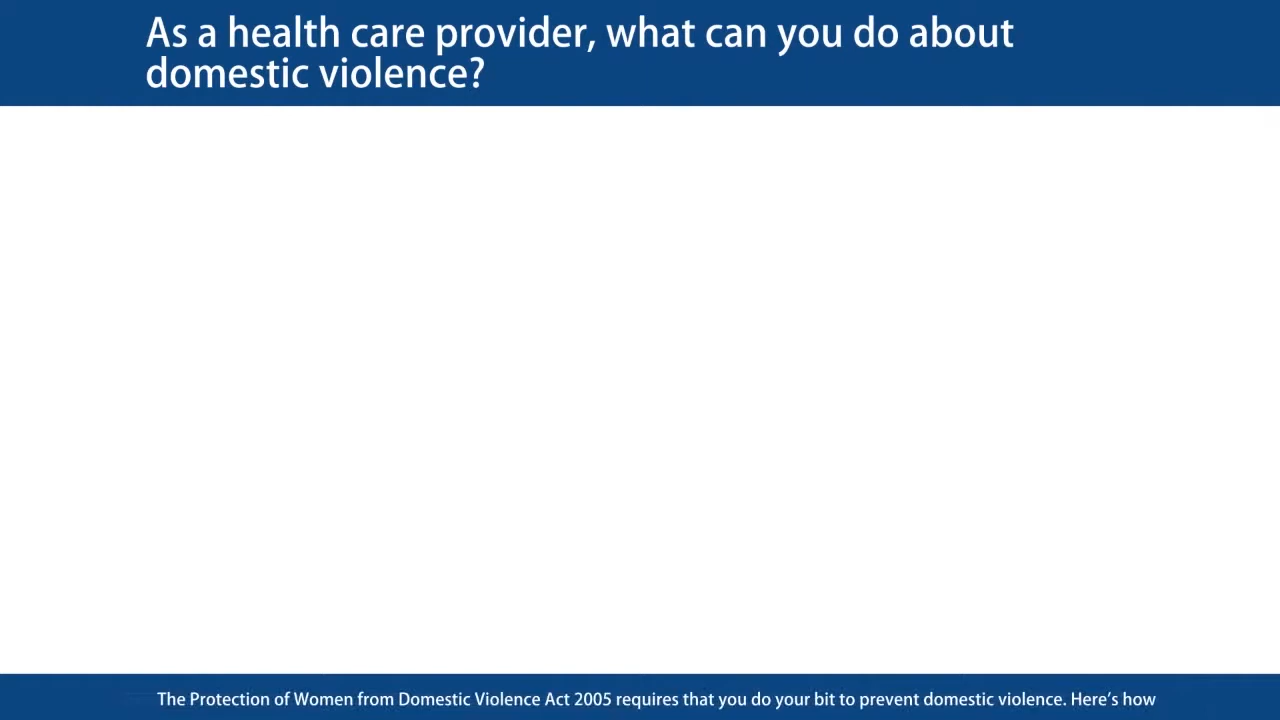 As a health care provider, what can you do about
domestic violence?
The Protection of Women from Domestic Violence Act 2005 requires that you do your bit to prevent domestic violence. Here’s how